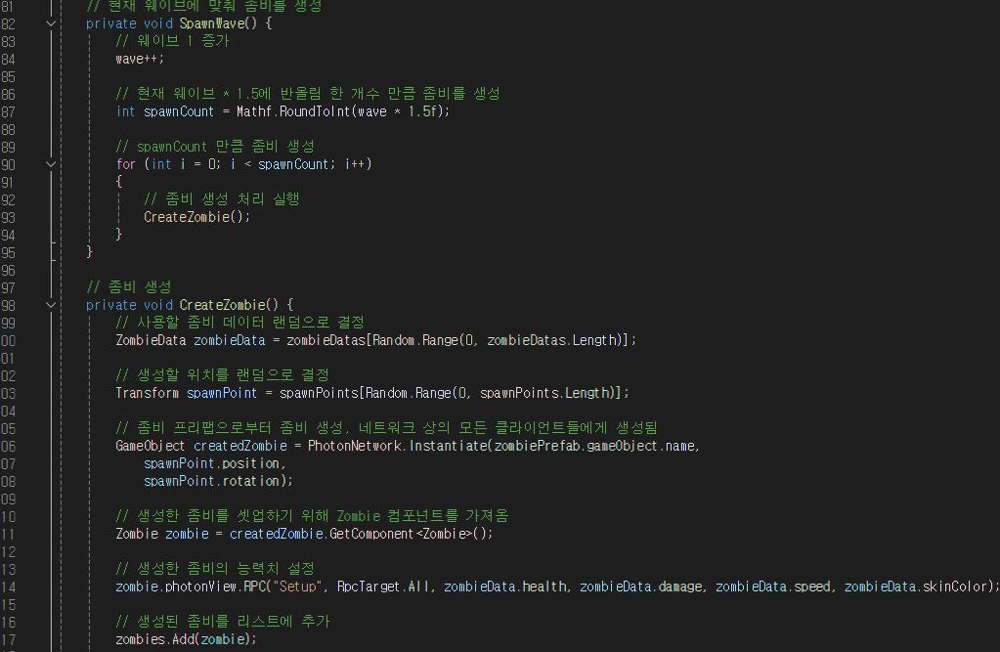 81 // 현재 웨이브에 맞춰 좀비를 생성
82 private void SpawnWave() {
83 // 웨이브 1 증가
84 wave++;
85
86 // 현재 웨이브 * 1.5에 반올림 한 개수 만큼 좀비를 생성
87 int spawnCount = Mathf.RoundToInt(wave * 1.5f);
88
89 // spawnCount 만큼 좀비 생성
90 for (int i = 0; i < spawnCount; i++)
91 {
92 // 좀비 생성 처리 실행
93 CreateZombie();
94 }
95 }
96
97 // 좀비 생성
98 private void CreateZombie() {
99 // 사용할 좀비 데이터 랜덤으로 결정
00 ZombieData zombieData = zombieDatas[Random.Range(0, zombieDatas.Length)];
01
02 // 생성할 위치를 랜덤으로 결정
03 Transform spawnPoint = spawnPoints[Random.Range(0, spawnPoints.Length)];
04
05 // 좀비 프리팹으로부터 좀비 생성, 네트워크 상의 모든 클라이언트들에게 생성됨
06 GameObject createdZombie = PhotonNetwork.Instantiate(zombiePrefab.gameObject.name,
07 spawnPoint.position,
08 spawnPoint.rotation);
09
10 // 생성한 좀비를 셋업하기 위해 Zombie 컴포넌트를 가져옴
11 Zombie zombie = createdZombie.GetComponent<Zombie>();
12
13 // 생성한 좀비의 능력치 설정
14 zombie.photonView.RPC("Setup", RpcTarget.All, zombieData.health, zombieData.damage, zombieData.speed, zombieData.skinColor);
15
16 // 생성된 좀비를 리스트에 추가
17 zombies.Add(zombie);